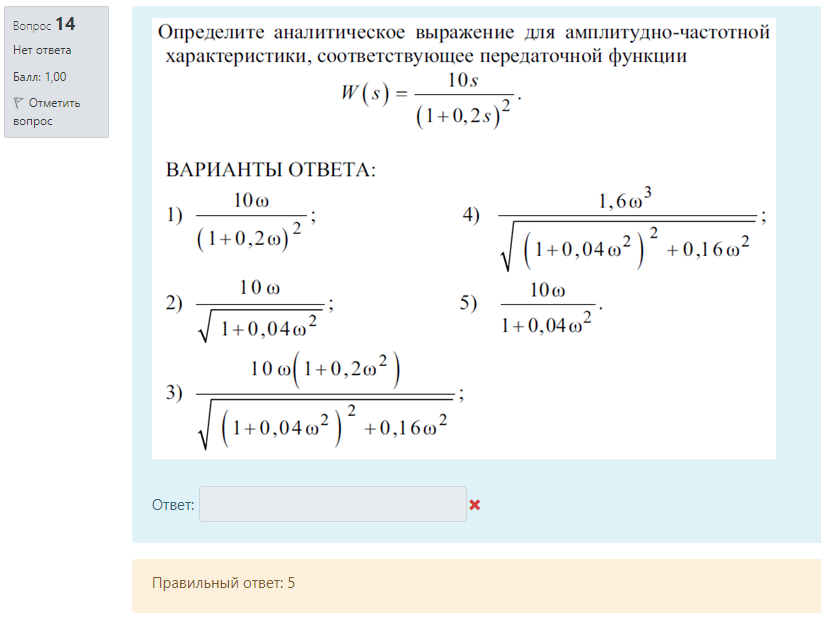 Вопрос 14
Нет ответа
Балл: 1,00
Отметить
вопрос
Определите аналитическое выражение для амплитудно-частотной
характеристики, соответствующее передаточной функции
W(s) = 10s / (1+0,2s)^2 .
ВАРИАНТЫ ОТВЕТА:
1) 10ω / (1+0,2ω)^2 ;
4) 1,6ω^3 / √((1+0,04ω^2)^2 +0,16ω^2) ;
2) 10ω / √(1+0,04ω^2) ;
5) 10ω / (1+0,04ω^2) .
3) 10ω(1+0,2ω^2) / √((1+0,04ω^2)^2 +0,16ω^2) ;
Ответ:
Правильный ответ: 5